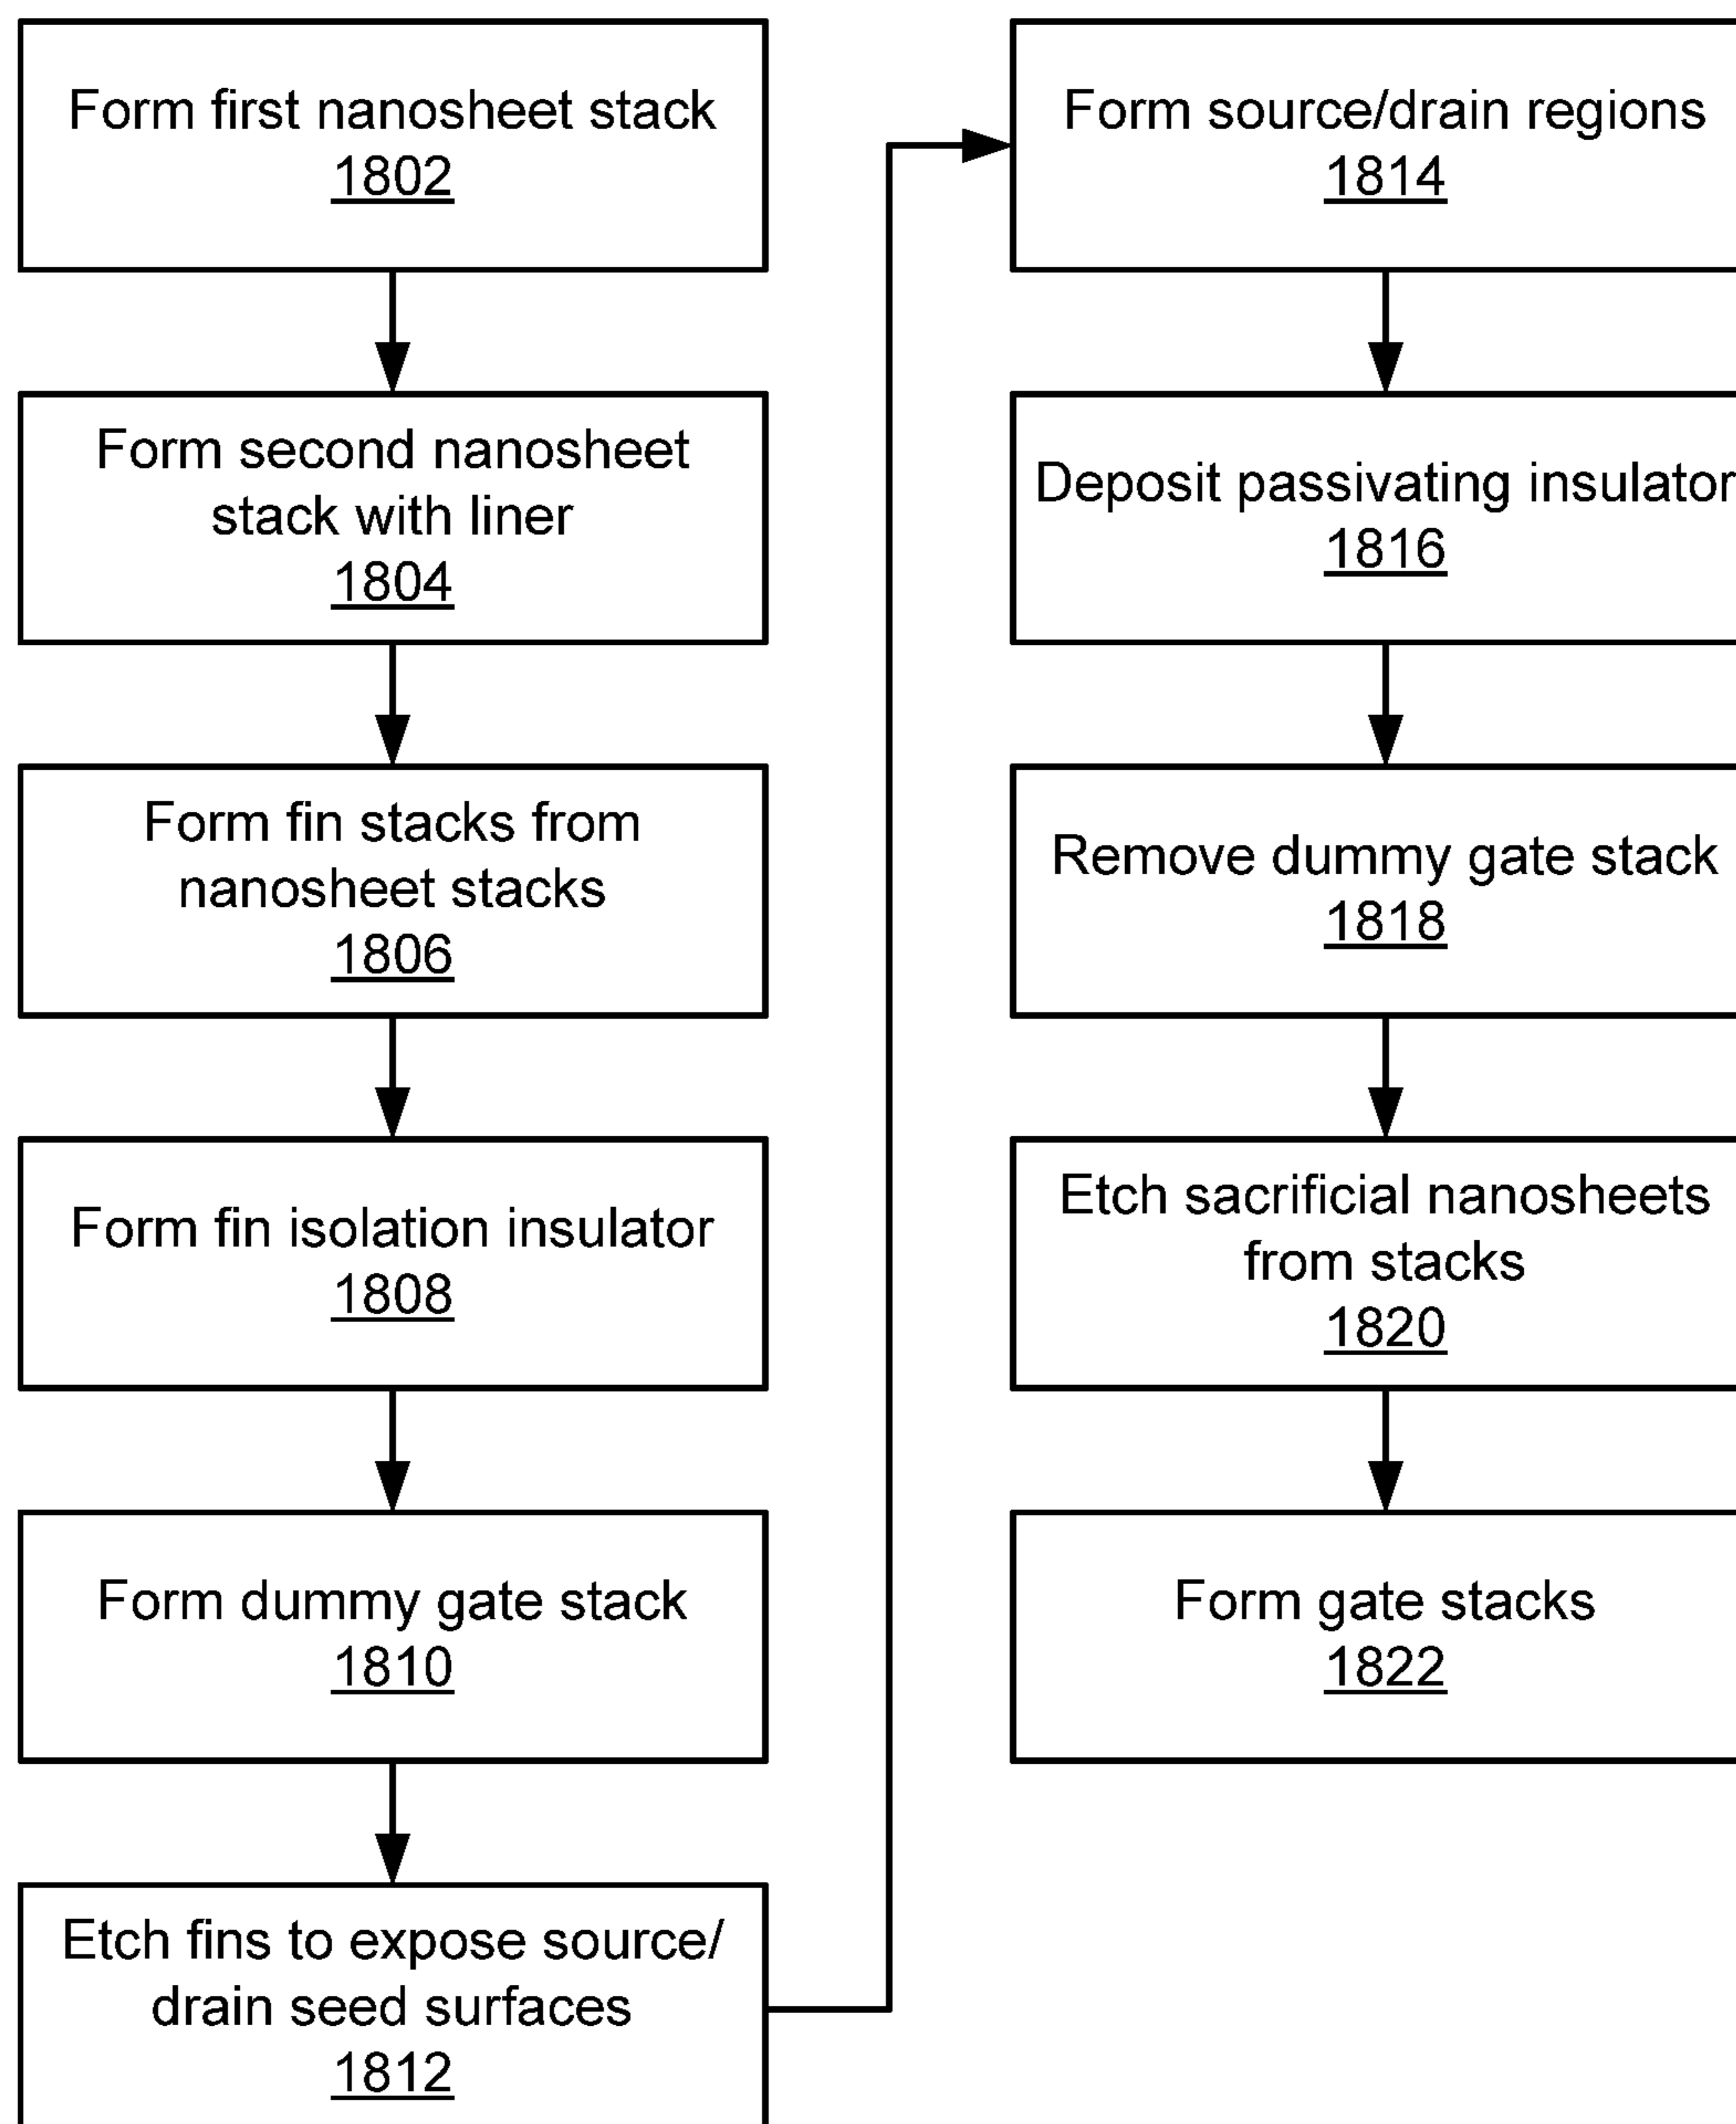 Form first nanosheet stack
1802
Form second nanosheet
stack with liner
1804
Form fin stacks from
nanosheet stacks
1806
Form fin isolation insulator
1808
Form dummy gate stack
1810
Etch fins to expose source/
drain seed surfaces
1812
Form source/drain regions
1814
Deposit passivating insulator
1816
Remove dummy gate stack
1818
Etch sacrificial nanosheets
from stacks
1820
Form gate stacks
1822